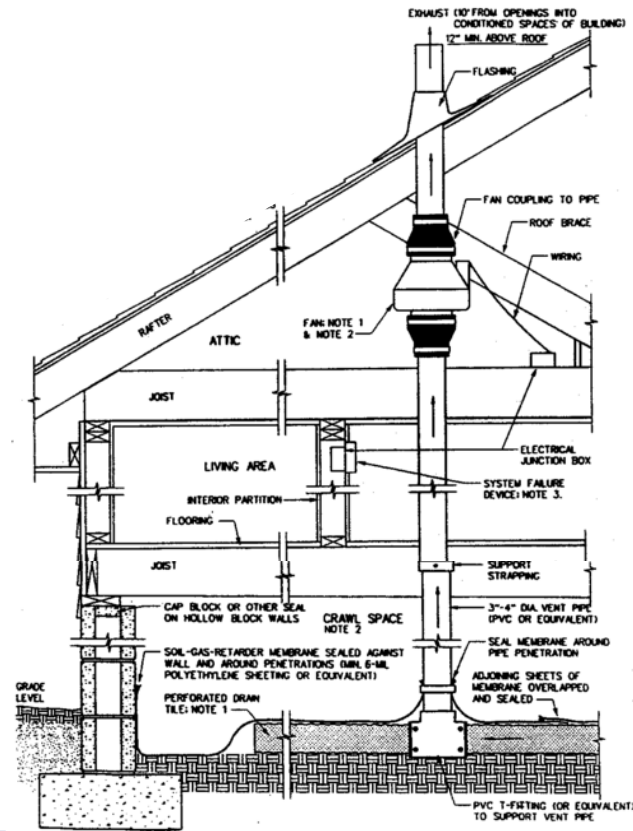 EXHAUST (10' FROM OPENINGS INTO
CONDITIONED SPACES OF BUILDING)
12" MIN. ABOVE ROOF
FLASHING
FAN COUPLING TO PIPE
ROOF BRACE
WIRING
RAFTER
FAN: NOTE 1
& NOTE 2
ATTIC
JOIST
LIVING AREA
ELECTRICAL
JUNCTION BOX
INTERIOR PARTITION
SYSTEM FAILURE
DEVICE: NOTE 3.
FLOORING
JOIST
SUPPORT
STRAPPING
CAP BLOCK OR OTHER SEAL
ON HOLLOW BLOCK WALLS
CRAWL SPACE
NOTE 2
3"-4" DIA. VENT PIPE
(PVC OR EQUIVALENT)
SOIL-GAS-RETARDER MEMBRANE SEALED AGAINST
WALL AND AROUND PENETRATIONS (MIN. 6-MIL
POLYETHYLENE SHEETING OR EQUIVALENT)
SEAL MEMBRANE AROUND
PIPE PENETRATION
GRADE
LEVEL
PERFORATED DRAIN
TILE: NOTE 1
ADJOINING SHEETS OF
MEMBRANE OVERLAPPED
AND SEALED
PVC T-FITTING (OR EQUIVALENT)
TO SUPPORT VENT PIPE